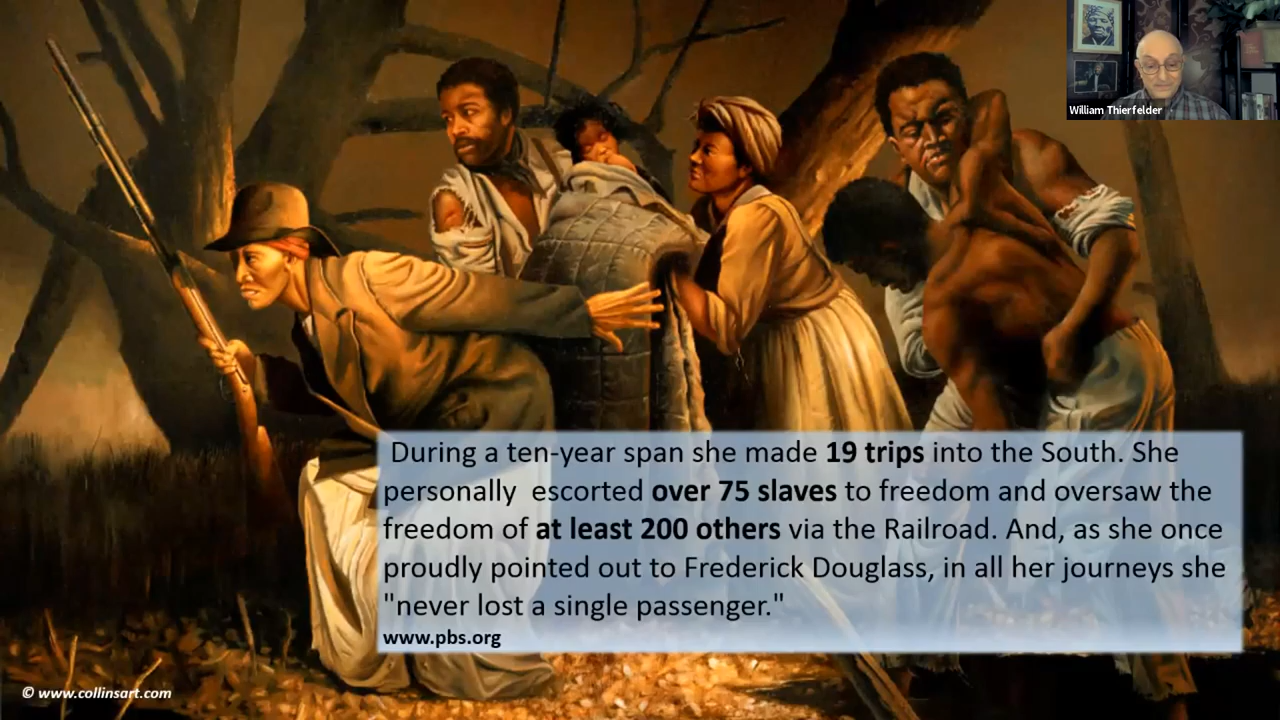 William Thierfelder
During a ten-year span she made 19 trips into the South. She
personally escorted over 75 slaves to freedom and oversaw the
freedom of at least 200 others via the Railroad. And, as she once
proudly pointed out to Frederick Douglass, in all her journeys she
"never lost a single passenger."
www.pbs.org
© www.collinsart.com